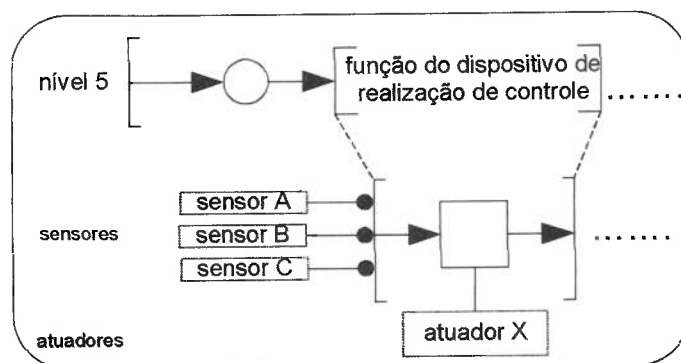 nível 5
função do dispositivo de
realização de controle
.......
sensor A
sensores
sensor B
.......
sensor C
atuador X
atuadores